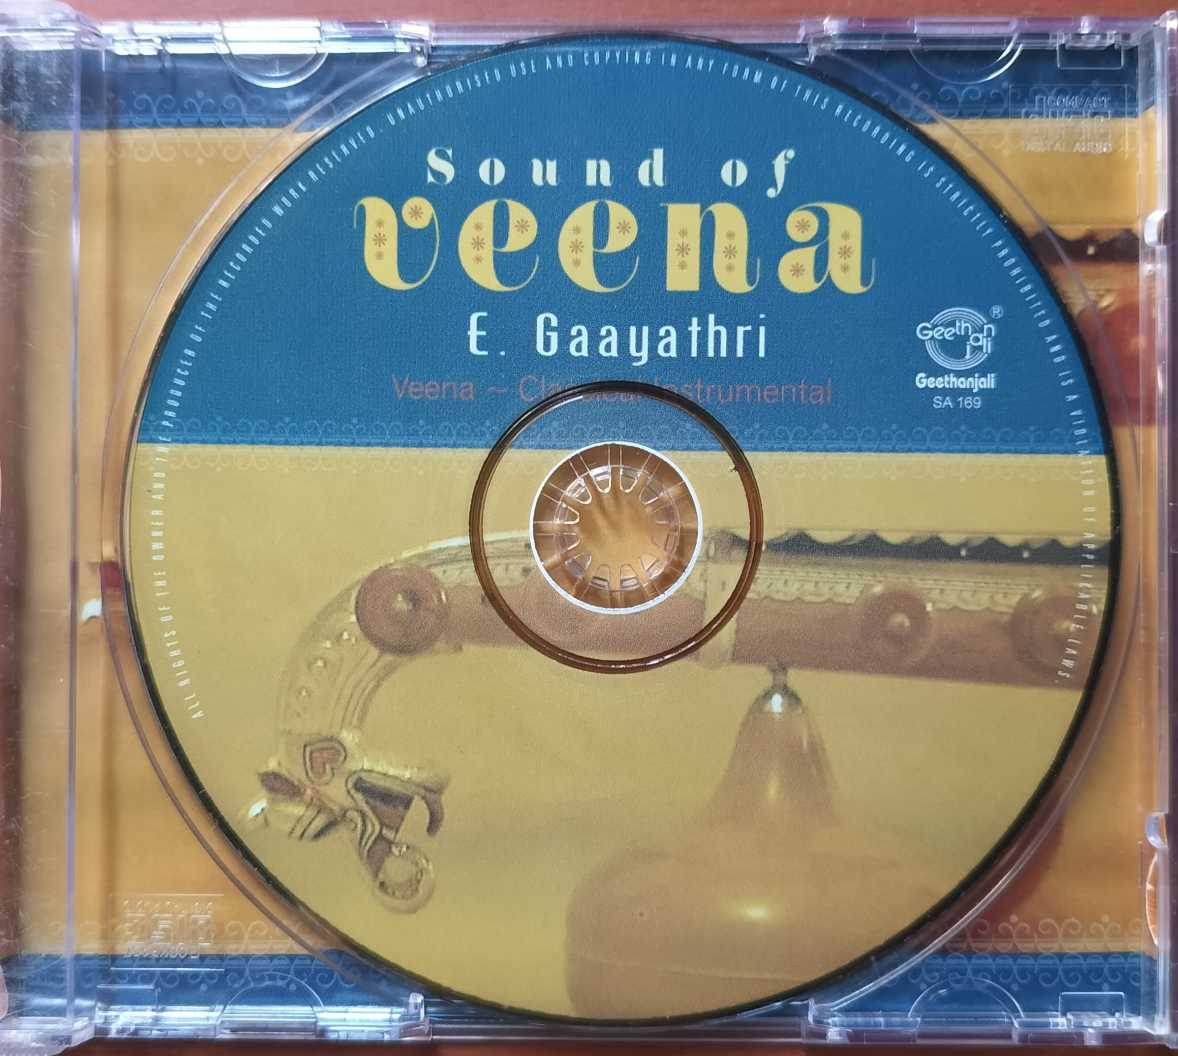 Sound of
veena
E. Gaayathri
Veena ~ Classical Instrumental
Geethanjali
®
Geethanjali
SA 169
ALL RIGHTS OF THE OWNER AND THE PRODUCER OF THE RECORDED WORK RESERVED. UNAUTHORISED USE AND COPYING IN ANY FORM OF THIS RECORDING IS STRICTLY PROHIBITED AND IS A VIOLATION OF APPLICABLE LAWS.
COMPACT
disc
DIGITAL AUDIO